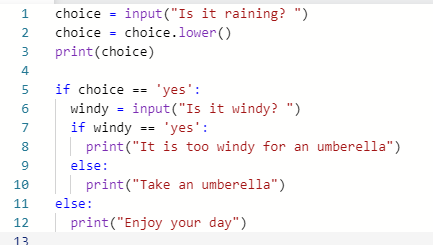 1 choice = input("Is it raining? ")
2 choice = choice.lower()
3 print(choice)
4
5 if choice == 'yes':
6   windy = input("Is it windy? ")
7   if windy == 'yes':
8     print("It is too windy for an umberella")
9   else:
10     print("Take an umberella")
11 else:
12   print("Enjoy your day")
13